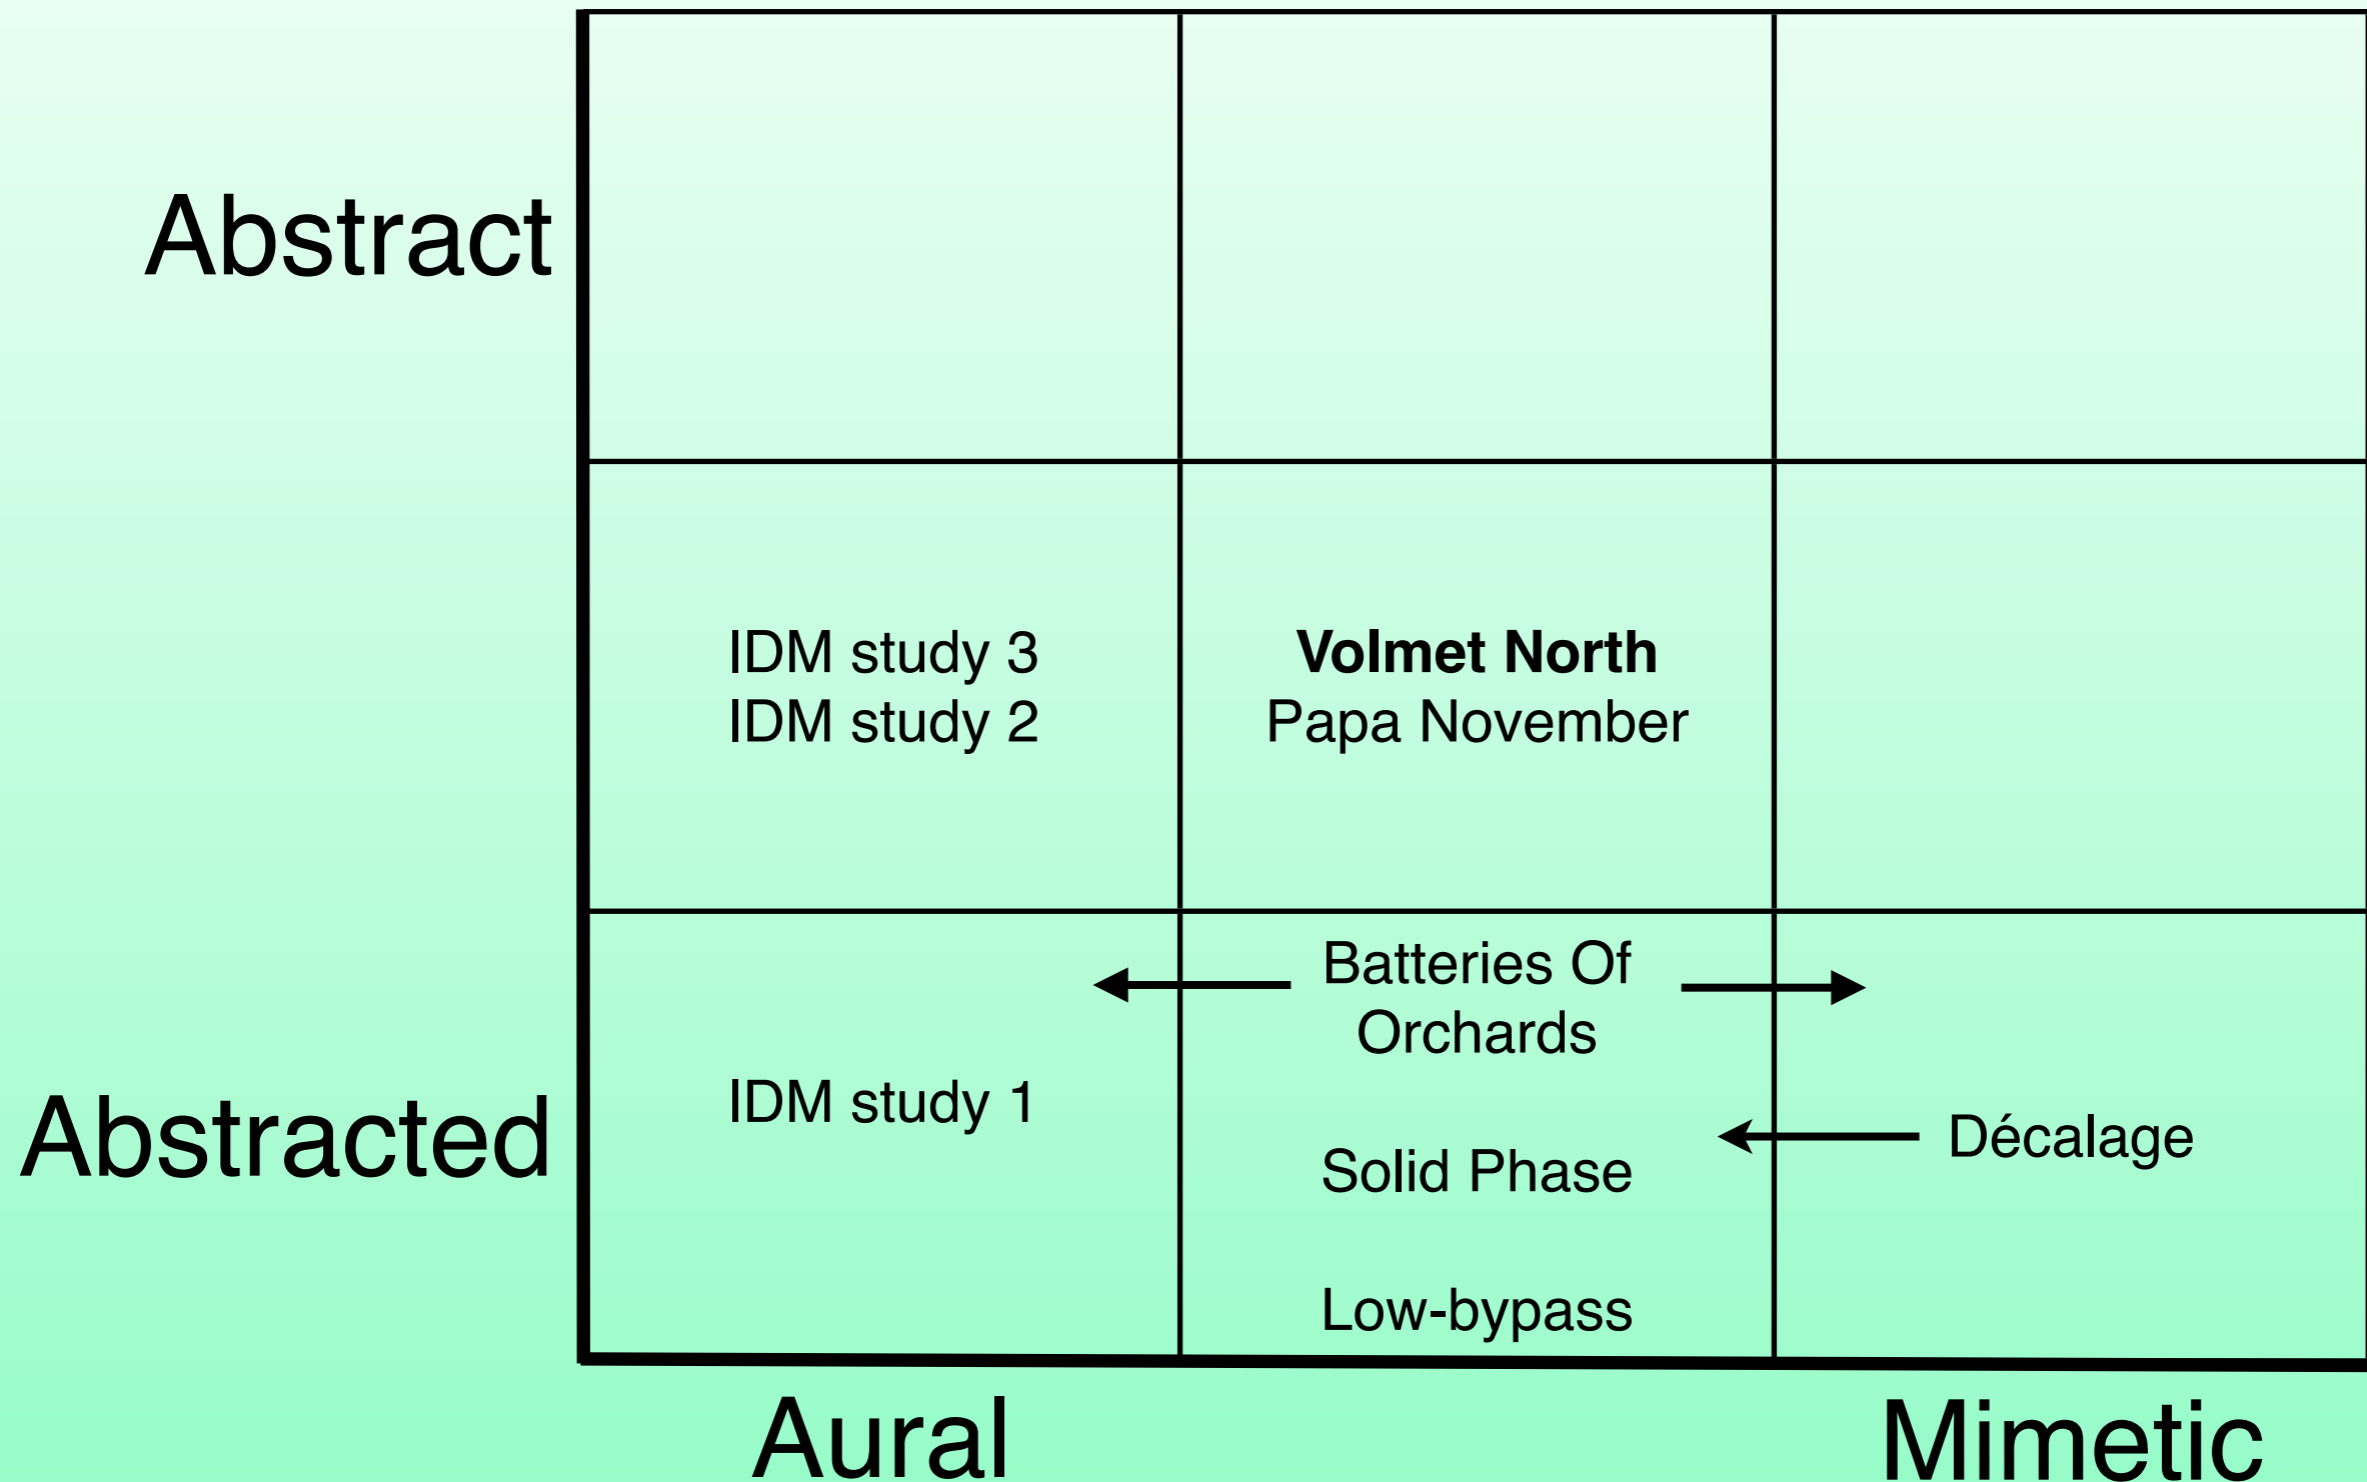 Abstract
IDM study 3
IDM study 2
Volmet North
Papa November
Abstracted
IDM study 1
Batteries Of
Orchards
Solid Phase
Low-bypass
Décalage
Aural
Mimetic